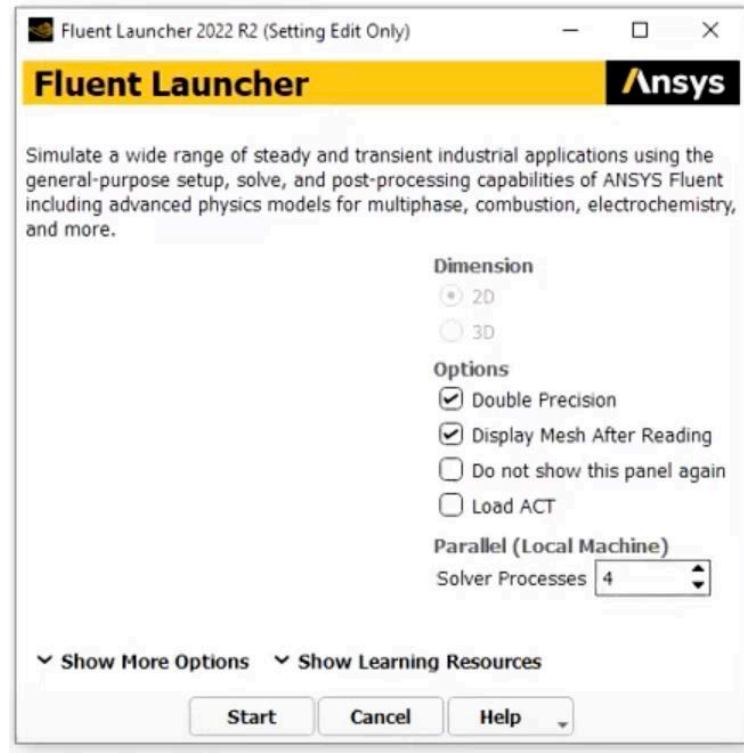 Fluent Launcher 2022 R2 (Setting Edit Only)
Fluent Launcher
Ansys
Simulate a wide range of steady and transient industrial applications using the
general-purpose setup, solve, and post-processing capabilities of ANSYS Fluent
including advanced physics models for multiphase, combustion, electrochemistry,
and more.
Dimension
2D
3D
Options
Double Precision
Display Mesh After Reading
Do not show this panel again
Load ACT
Parallel (Local Machine)
Solver Processes 4
Show More Options Show Learning Resources
Start Cancel Help